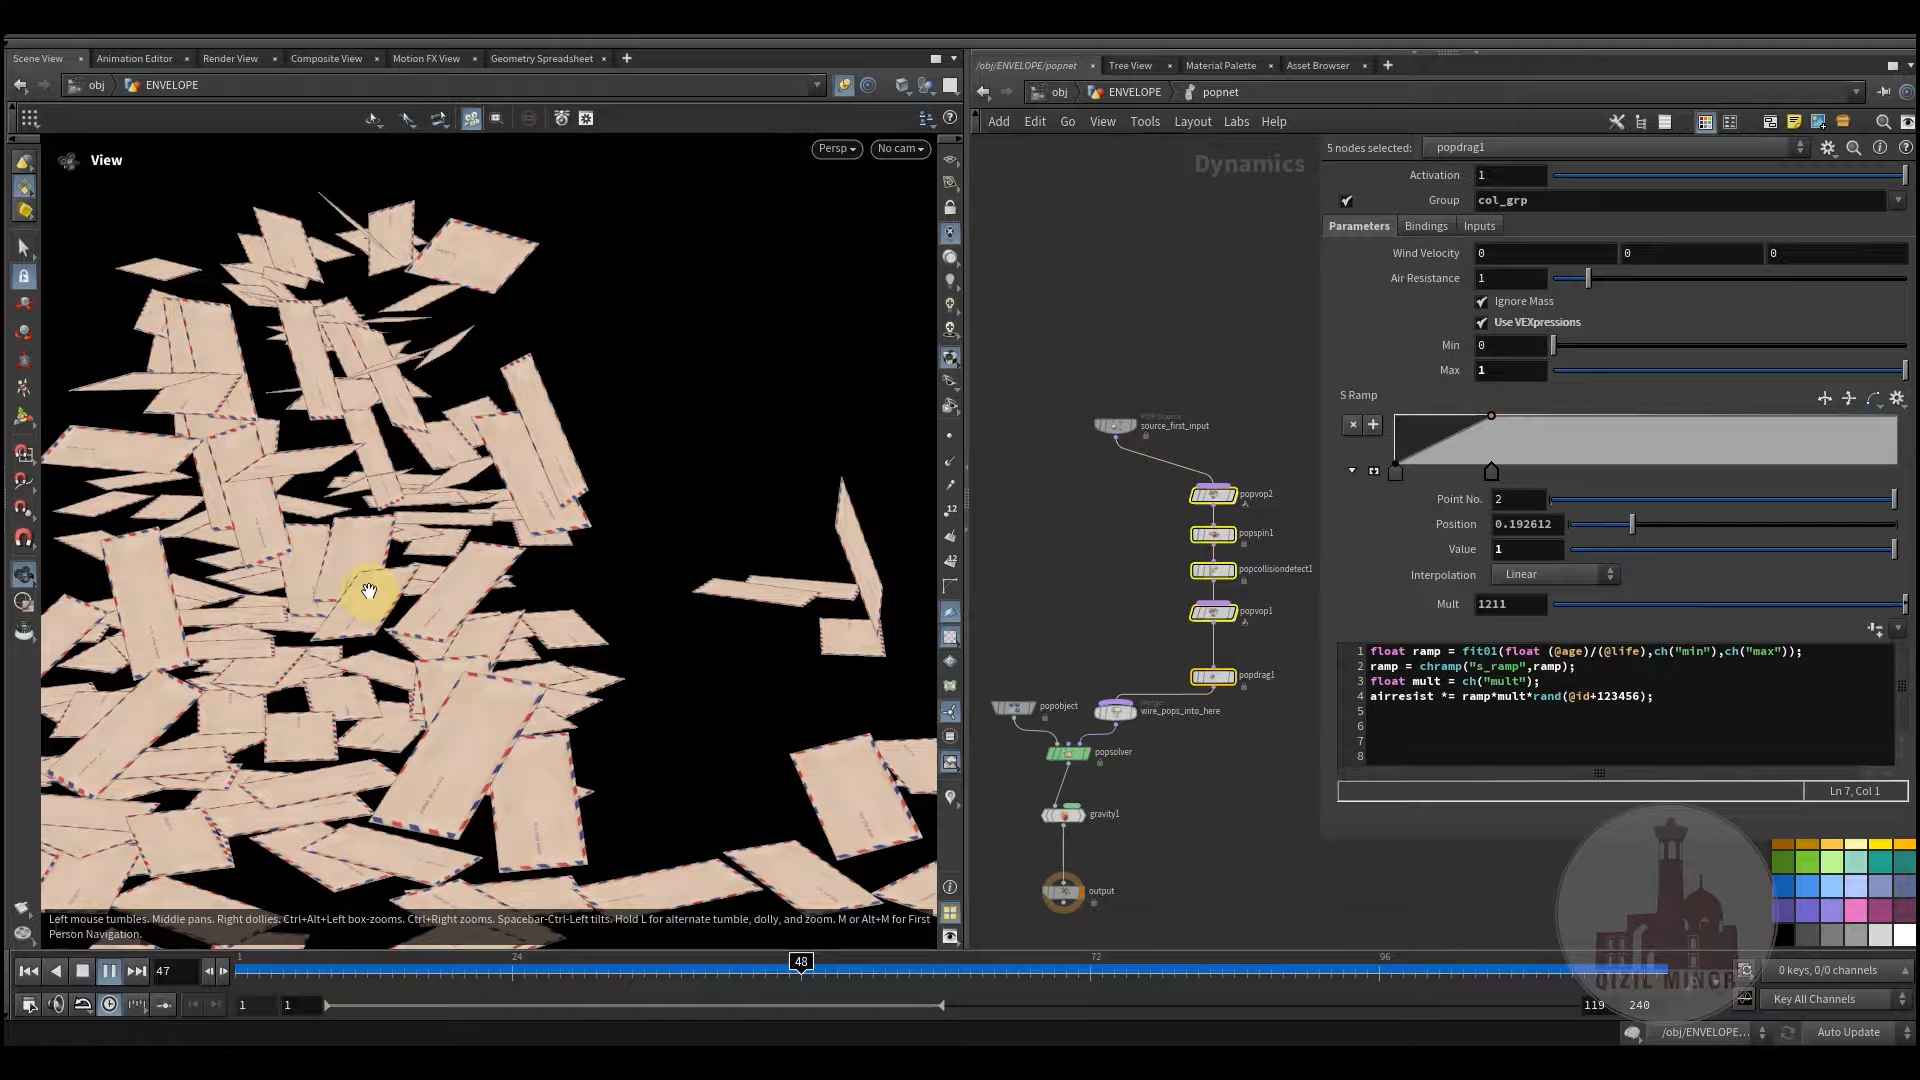 Scene View
Animation Editor
Render View
Composite View
Motion FX View
Geometry Spreadsheet
obj
ENVELOPE
View
Persp
No cam
Left mouse tumbles. Middle pans. Right dollies. Ctrl+Alt+Left box-zooms. Ctrl+Right zooms. Spacebar-Ctrl-Left tilts. Hold L for alternate tumble, dolly, and zoom. M or Alt+M for First
Person Navigation.
/obj/ENVELOPE/popnet
Tree View
Material Palette
Asset Browser
obj
ENVELOPE
popnet
Add
Edit
Go
View
Tools
Layout
Labs
Help
Dynamics
POP Source
source_first_input
popvop2
popspin1
popcollisiondetect1
popvop1
popdrag1
popobject
Merge
wire_pops_into_here
popsolver
gravity1
output
5 nodes selected:
popdrag1
Activation
1
Group
col_grp
Parameters
Bindings
Inputs
Wind Velocity
0
0
0
Air Resistance
1
Ignore Mass
Use VEXpressions
Min
0
Max
1
S Ramp
Point No.
2
Position
0.192612
Value
1
Interpolation
Linear
Mult
1211
1 float ramp = fit01(float (@age)/(@life),ch("min"),ch("max"));
2 ramp = chramp("s_ramp",ramp);
3 float mult = ch("mult");
4 airresist *= ramp*mult*rand(@id+123456);
5
6
7
8
Ln 7, Col 1
QIZIL MINOR
47
1
24
48
72
96
0 keys, 0/0 channels
1
1
119
240
Key All Channels
/obj/ENVELOPE...
Auto Update